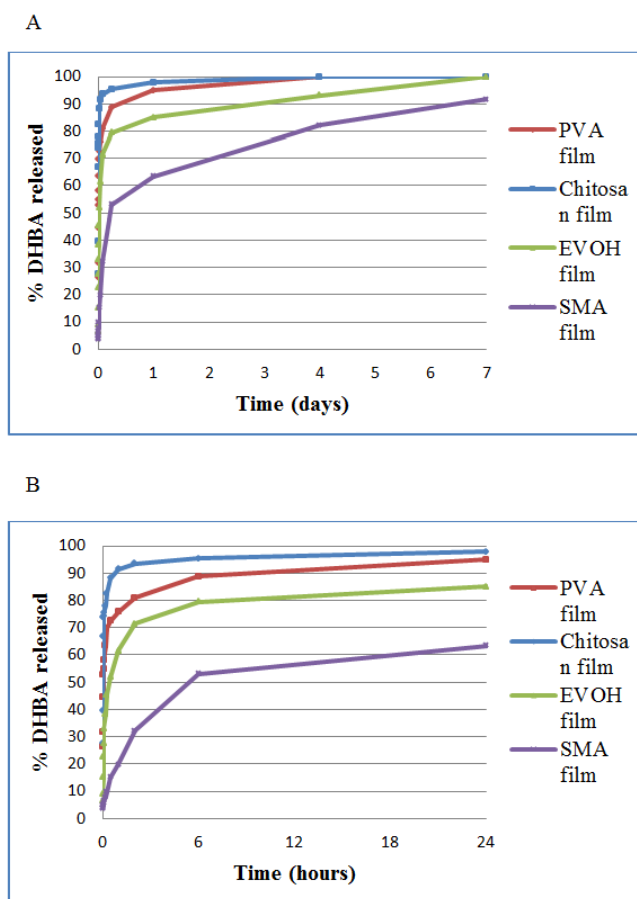 A
100
90
80
70
60
50
40
30
20
10
0
% DHBA released
0 1 2 3 4 5 6 7
Time (days)
PVA
film
Chitosa
n film
EVOH
film
SMA
film
B
100
90
80
70
60
50
40
30
20
10
0
% DHBA released
0 6 12 18 24
Time (hours)
PVA
film
Chitosa
n film
EVOH
film
SMA
film